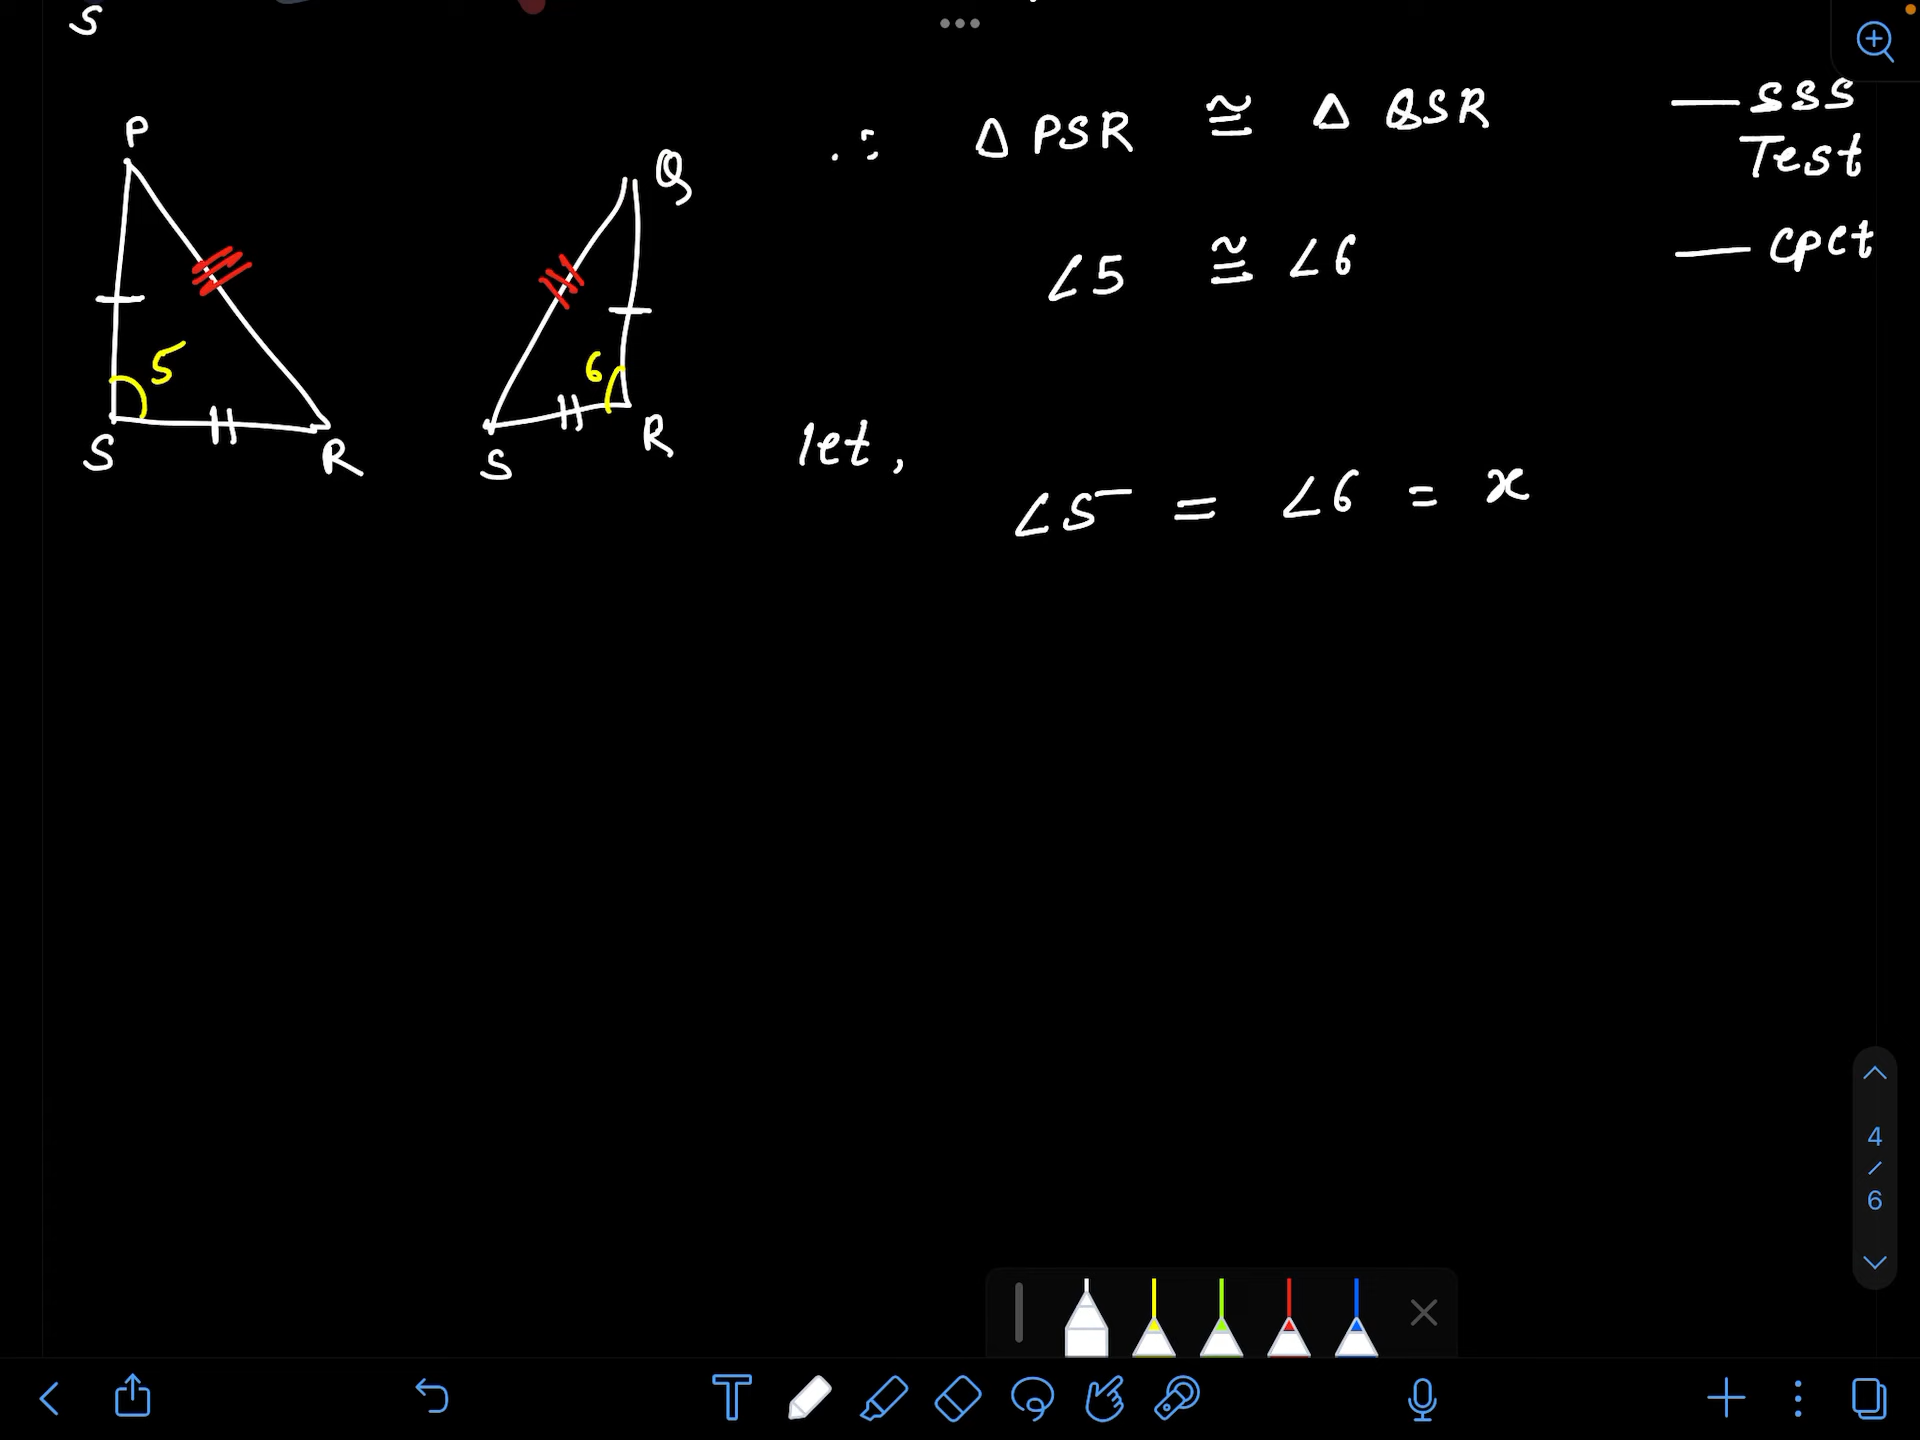 S
P
Q
∴ Δ PSR ≅ Δ QSR — SSS
Test
∠5 ≅ ∠6 — cpct
5
6
S
R
S
R
let,
∠5 = ∠6 = x
4
/
6
T